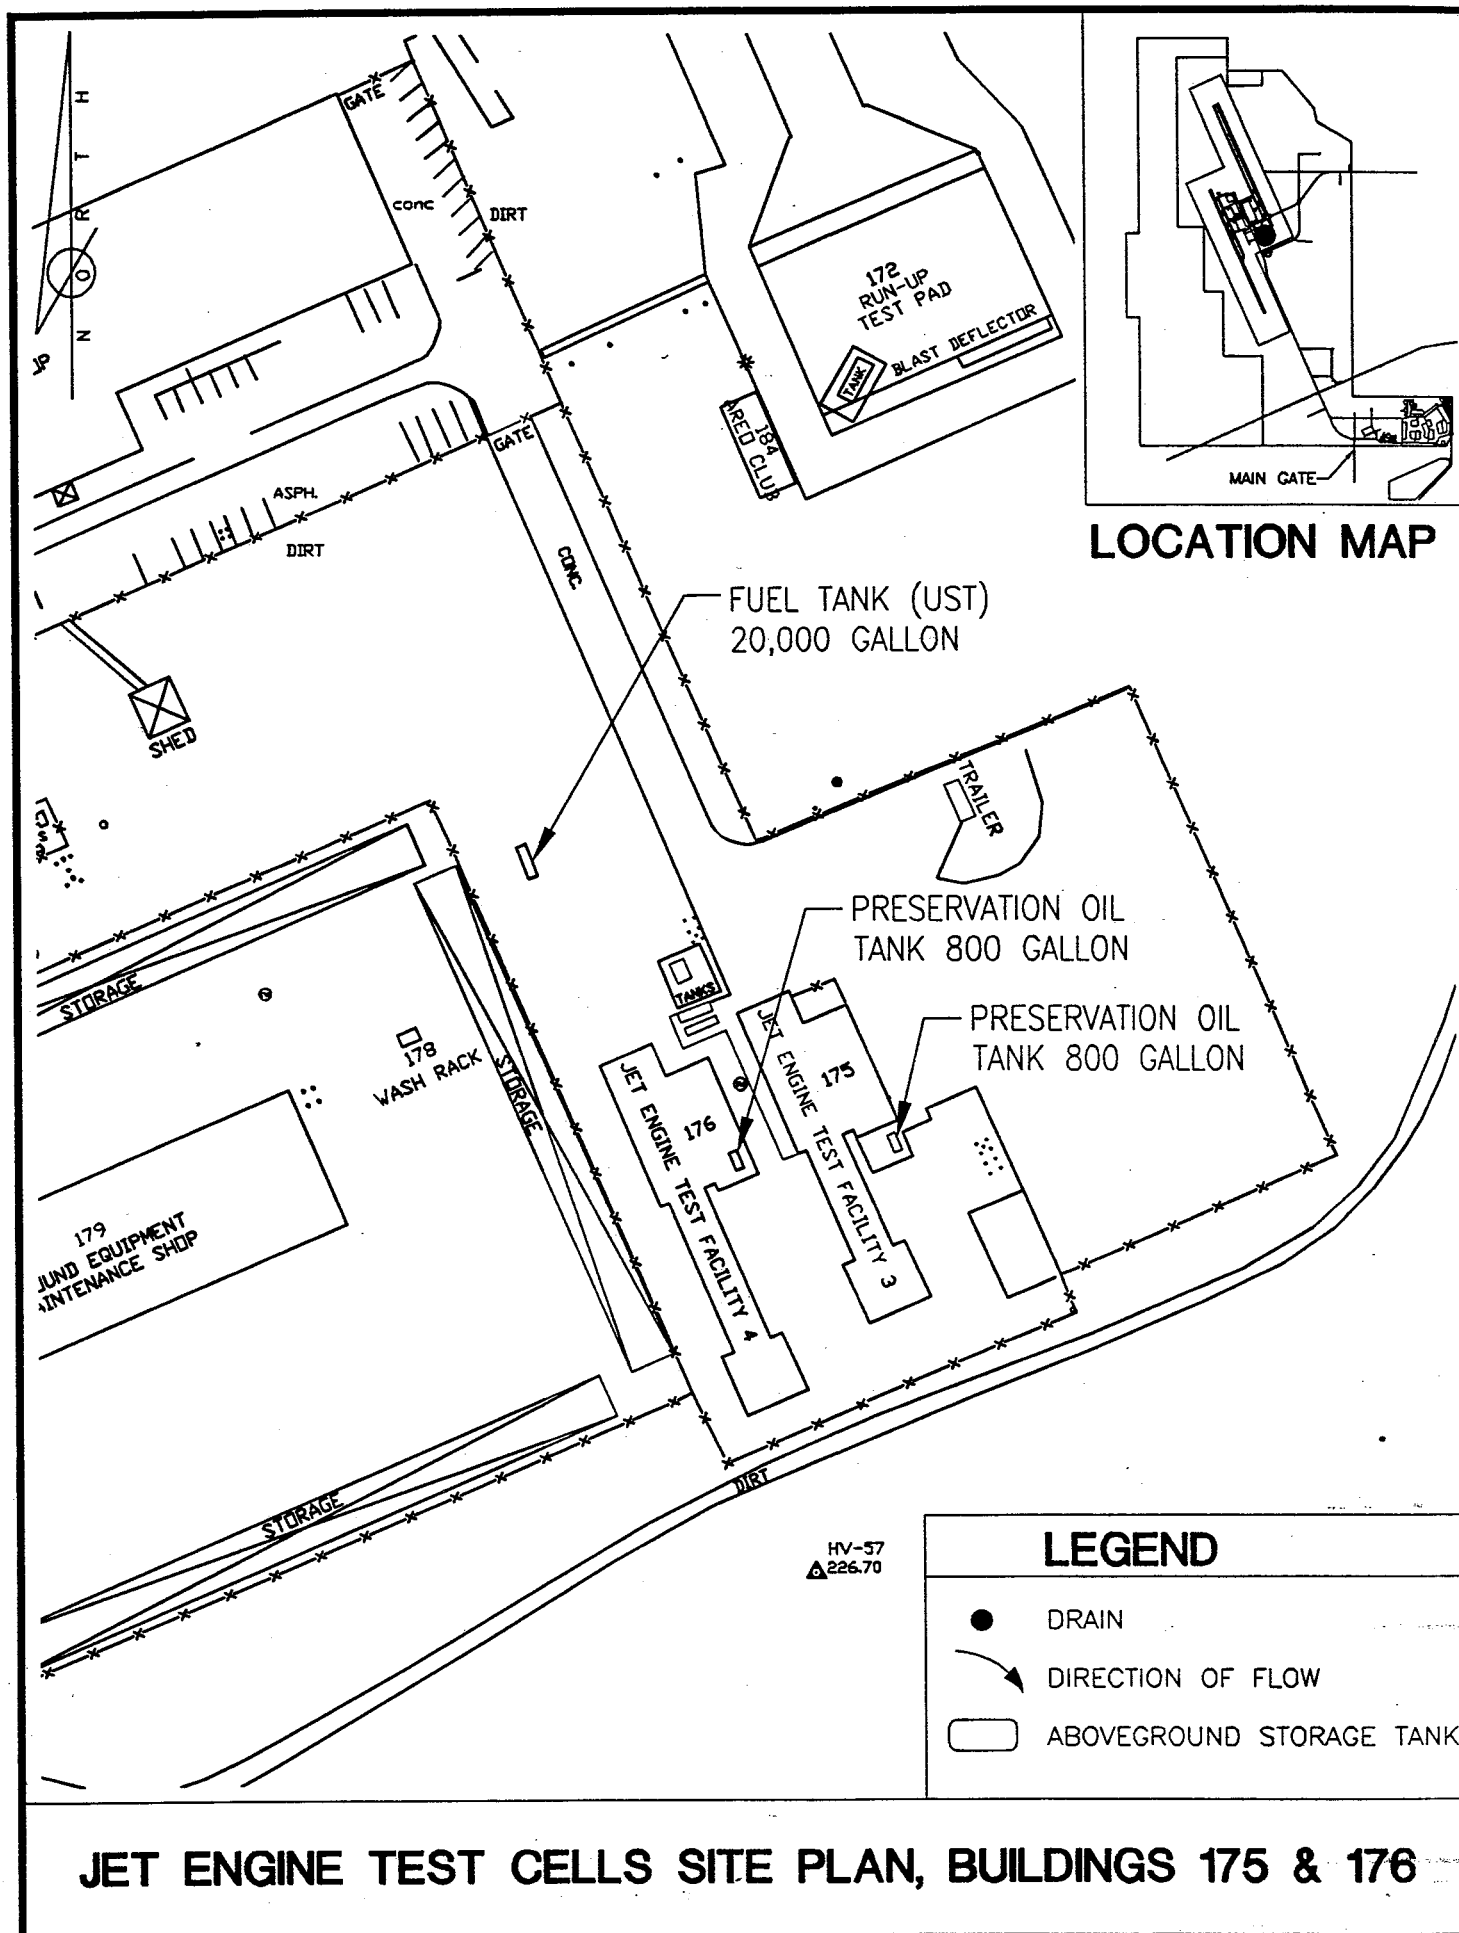 GATE
NORTH
conc
DIRT
172
RUN-UP
TEST PAD
BLAST DEFLECTOR
TANK
184
AREO CLUB
MAIN GATE
LOCATION MAP
JP
GATE
ASPH.
DIRT
CONC.
FUEL TANK (UST)
20,000 GALLON
SHED
TRAILER
PRESERVATION OIL
TANK 800 GALLON
TANKS
PRESERVATION OIL
TANK 800 GALLON
STORAGE
178
WASH RACK
STORAGE
JET ENGINE TEST FACILITY 4
176
JET ENGINE TEST FACILITY 3
175
179
OUND EQUIPMENT
AINTENANCE SHOP
STORAGE
DIRT
HV-57
226.70
LEGEND
DRAIN
DIRECTION OF FLOW
ABOVEGROUND STORAGE TANK
JET ENGINE TEST CELLS SITE PLAN, BUILDINGS 175 & 176